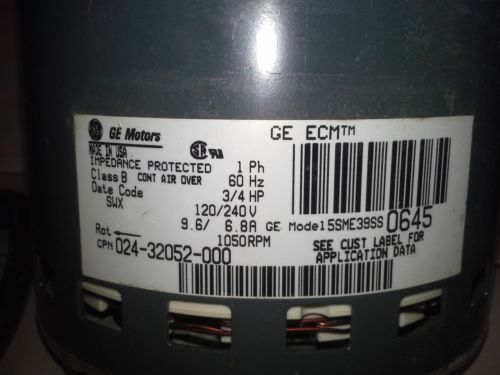 GE Motors
GE ECM™
MADE IN USA
IMPEDANCE PROTECTED 1 Ph
Class B CONT AIR OVER 60 Hz
Date Code 3/4 HP
SWX 120/240 V
9.6/ 6.8A GE Model 5SME39SS 0645
Rot 1050 RPM
CPN 024-32052-000
SEE CUST LABEL FOR
APPLICATION DATA